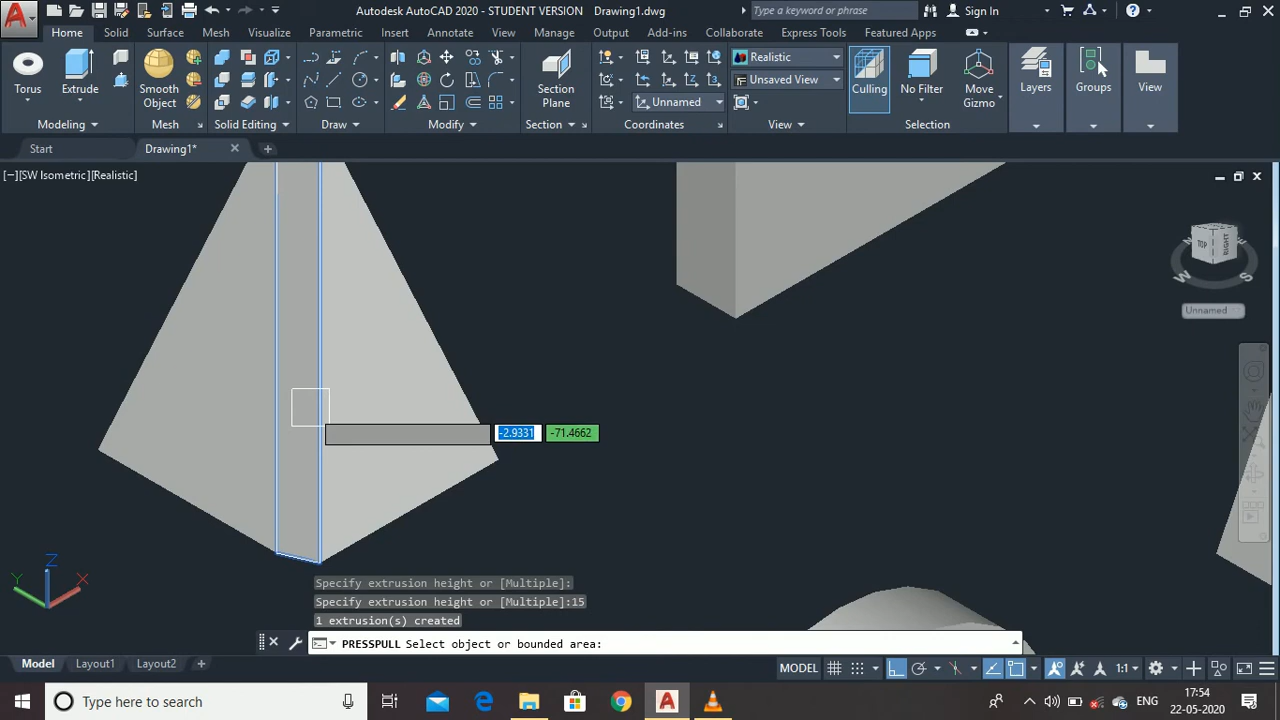 Autodesk AutoCAD 2020 - STUDENT VERSION Drawing1.dwg
Type a keyword or phrase
Sign In
Home Solid Surface Mesh Visualize Parametric Insert Annotate View Manage Output Add-ins Collaborate Express Tools Featured Apps
Torus
Extrude
Smooth Object
Section Plane
Realistic
Unsaved View
Unnamed
Culling
No Filter
Move Gizmo
Layers
Groups
View
Modeling
Mesh
Solid Editing
Draw
Modify
Section
Coordinates
View
Selection
Start
Drawing1*
[−][SW Isometric][Realistic]
TOP
RIGHT
W
S
Unnamed
-2.9331
-71.4662
Z
Y
X
Specify extrusion height or [Multiple]:
Specify extrusion height or [Multiple]:15
1 extrusion(s) created
PRESSPULL Select object or bounded area:
Model
Layout1
Layout2
MODEL
1:1
Type here to search
ENG
17:54
22-05-2020